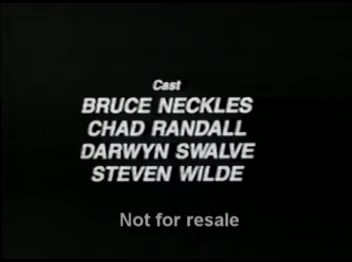 Cast
BRUCE NECKLES
CHAD RANDALL
DARWYN SWALVE
STEVEN WILDE
Not for resale